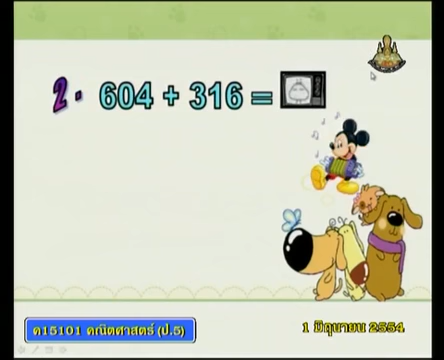 2. 604 + 316 =
ค15101 คณิตศาสตร์ (ป.5)
1 มิถุนายน 2554